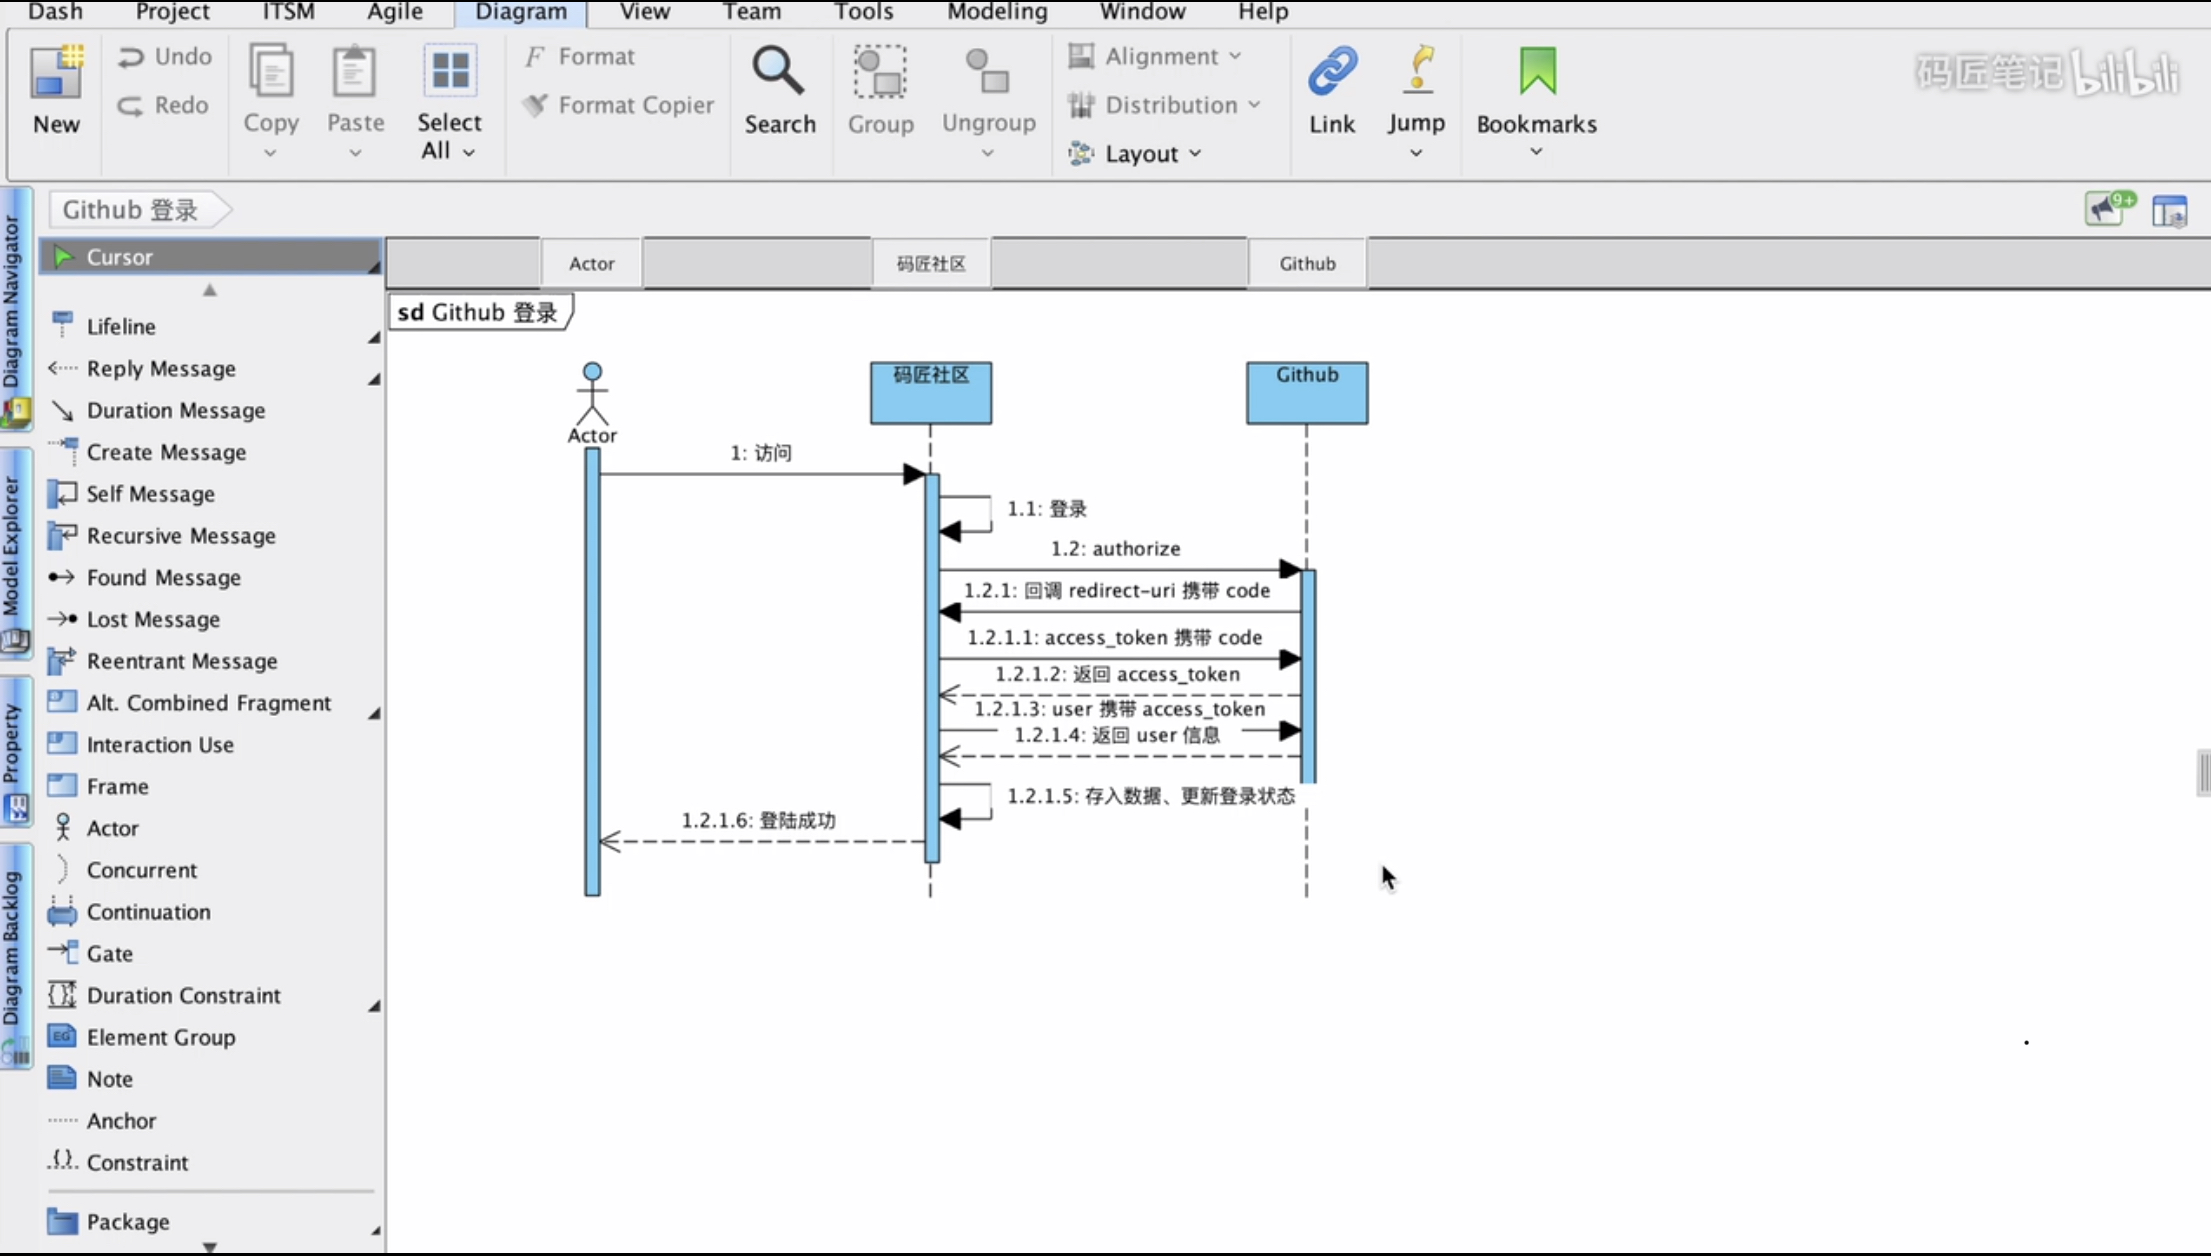 Dash Project ITSM Agile Diagram View Team Tools Modeling Window Help
New
Undo
Redo
Copy
Paste
Select All
Format
Format Copier
Search
Group
Ungroup
Alignment
Distribution
Layout
Link
Jump
Bookmarks
码匠笔记 bilibili
Github 登录
9+
Diagram Navigator
Model Explorer
Property
Diagram Backlog
Cursor
Lifeline
Reply Message
Duration Message
Create Message
Self Message
Recursive Message
Found Message
Lost Message
Reentrant Message
Alt. Combined Fragment
Interaction Use
Frame
Actor
Concurrent
Continuation
Gate
Duration Constraint
EG Element Group
Note
Anchor
Constraint
Package
Actor 码匠社区 Github
sd Github 登录
码匠社区
Github
Actor
1: 访问
1.1: 登录
1.2: authorize
1.2.1: 回调 redirect-uri 携带 code
1.2.1.1: access_token 携带 code
1.2.1.2: 返回 access_token
1.2.1.3: user 携带 access_token
1.2.1.4: 返回 user 信息
1.2.1.5: 存入数据、更新登录状态
1.2.1.6: 登陆成功